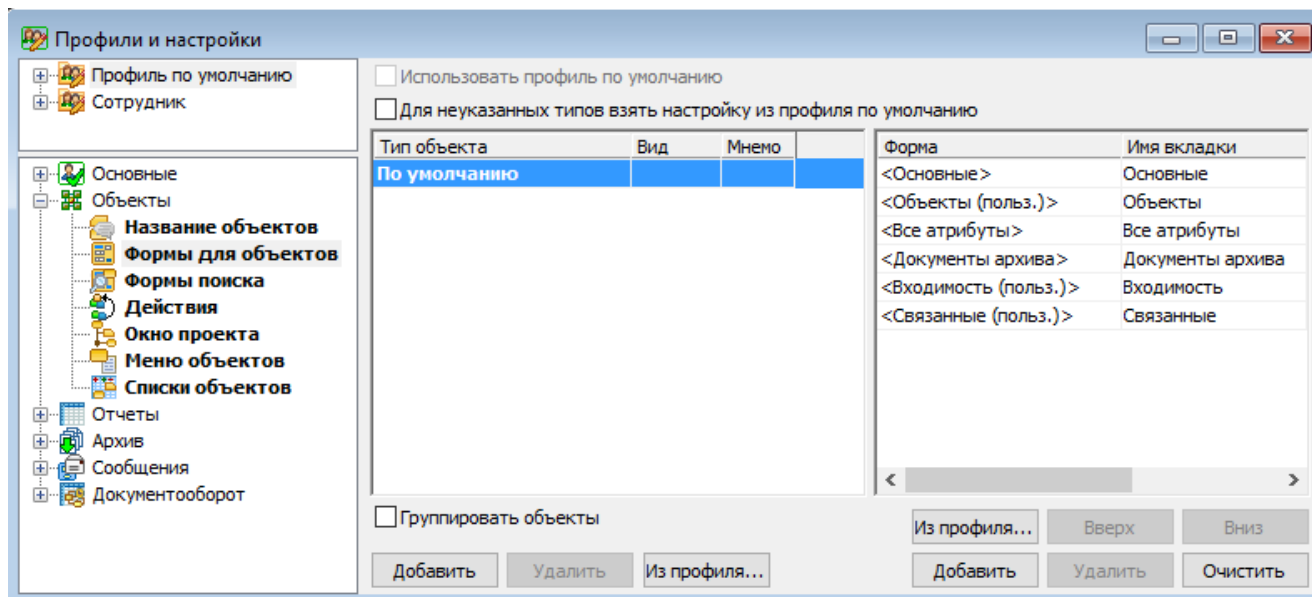 Профили и настройки
Профиль по умолчанию
Сотрудник
Основные
Объекты
Название объектов
Формы для объектов
Формы поиска
Действия
Окно проекта
Меню объектов
Списки объектов
Отчеты
Архив
Сообщения
Документооборот
Использовать профиль по умолчанию
Для неуказанных типов взять настройку из профиля по умолчанию
Тип объекта Вид Мнемо
По умолчанию
Группировать объекты
Добавить Удалить Из профиля...
Форма Имя вкладки
<Основные> Основные
<Объекты (польз.)> Объекты
<Все атрибуты> Все атрибуты
<Документы архива> Документы архива
<Входимость (польз.)> Входимость
<Связанные (польз.)> Связанные
Из профиля... Вверх Вниз
Добавить Удалить Очистить